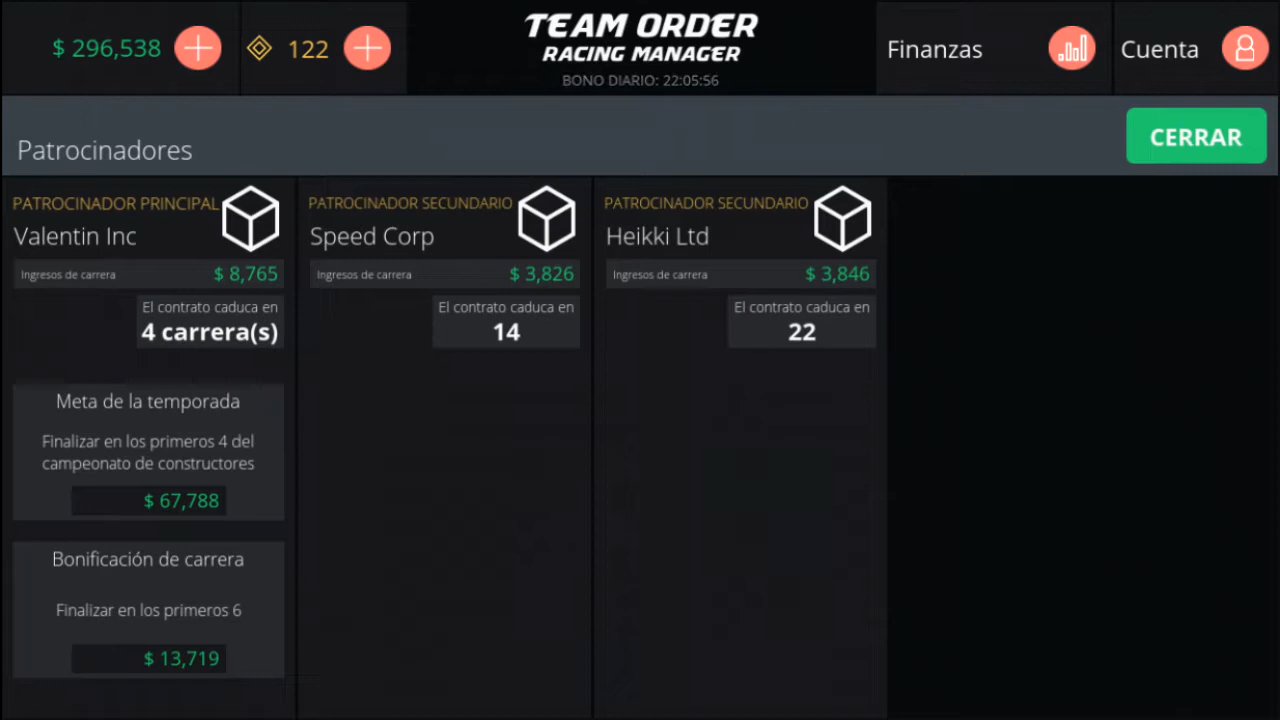 $ 296,538
122
TEAM ORDER
RACING MANAGER
BONO DIARIO: 22:05:56
Finanzas
Cuenta
Patrocinadores
CERRAR
PATROCINADOR PRINCIPAL
Valentin Inc
Ingresos de carrera $ 8,765
El contrato caduca en
4 carrera(s)
Meta de la temporada
Finalizar en los primeros 4 del
campeonato de constructores
$ 67,788
Bonificación de carrera
Finalizar en los primeros 6
$ 13,719
PATROCINADOR SECUNDARIO
Speed Corp
Ingresos de carrera $ 3,826
El contrato caduca en
14
PATROCINADOR SECUNDARIO
Heikki Ltd
Ingresos de carrera $ 3,846
El contrato caduca en
22